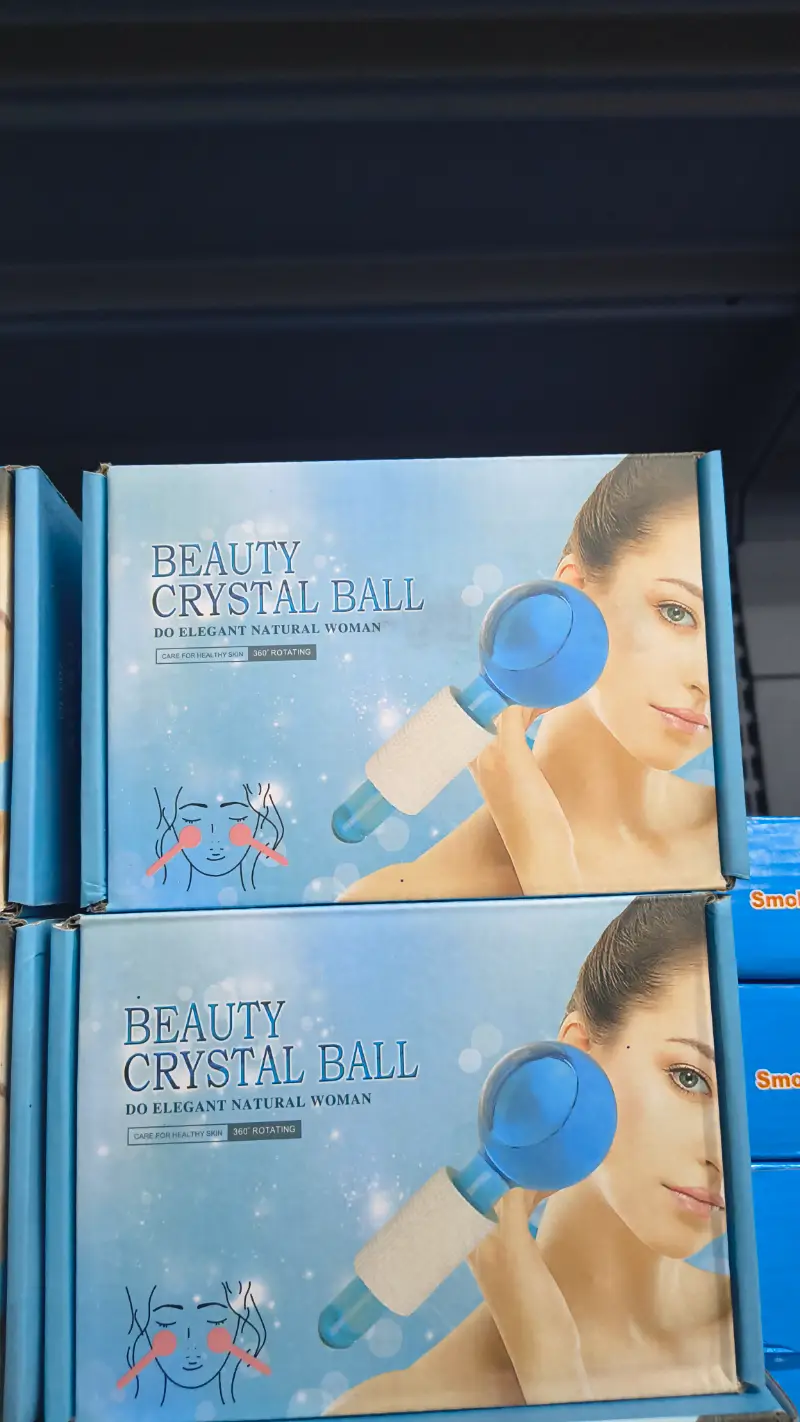 BEAUTY
CRYSTAL BALL
DO ELEGANT NATURAL WOMAN
CARE FOR HEALTHY SKIN 360° ROTATING
BEAUTY
CRYSTAL BALL
DO ELEGANT NATURAL WOMAN
CARE FOR HEALTHY SKIN 360° ROTATING